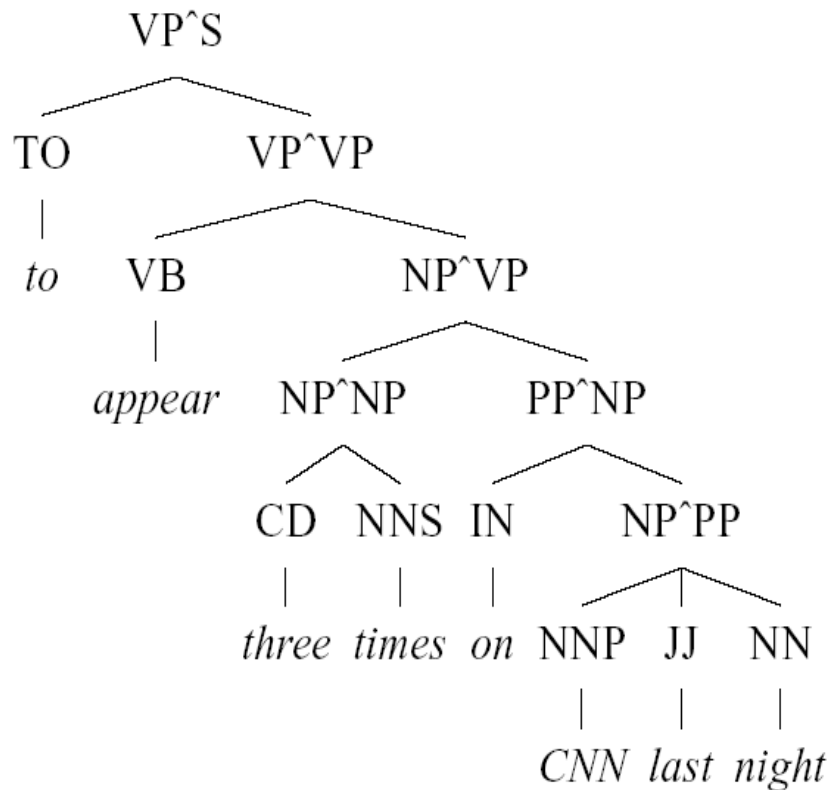 VP^S
TO VP^VP
to VB NP^VP
appear NP^NP PP^NP
CD NNS IN NP^PP
three times on NNP JJ NN
CNN last night